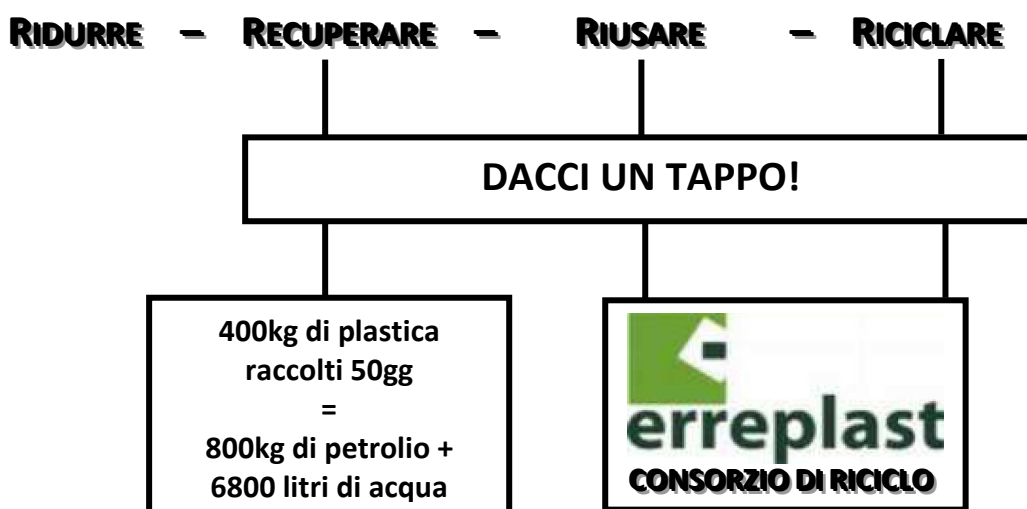 RIDURRE – RECUPERARE – RIUSARE – RICICLARE
DACCI UN TAPPO!
400kg di plastica
raccolti 50gg
=
800kg di petrolio +
6800 litri di acqua
erreplast
CONSORZIO DI RICICLO